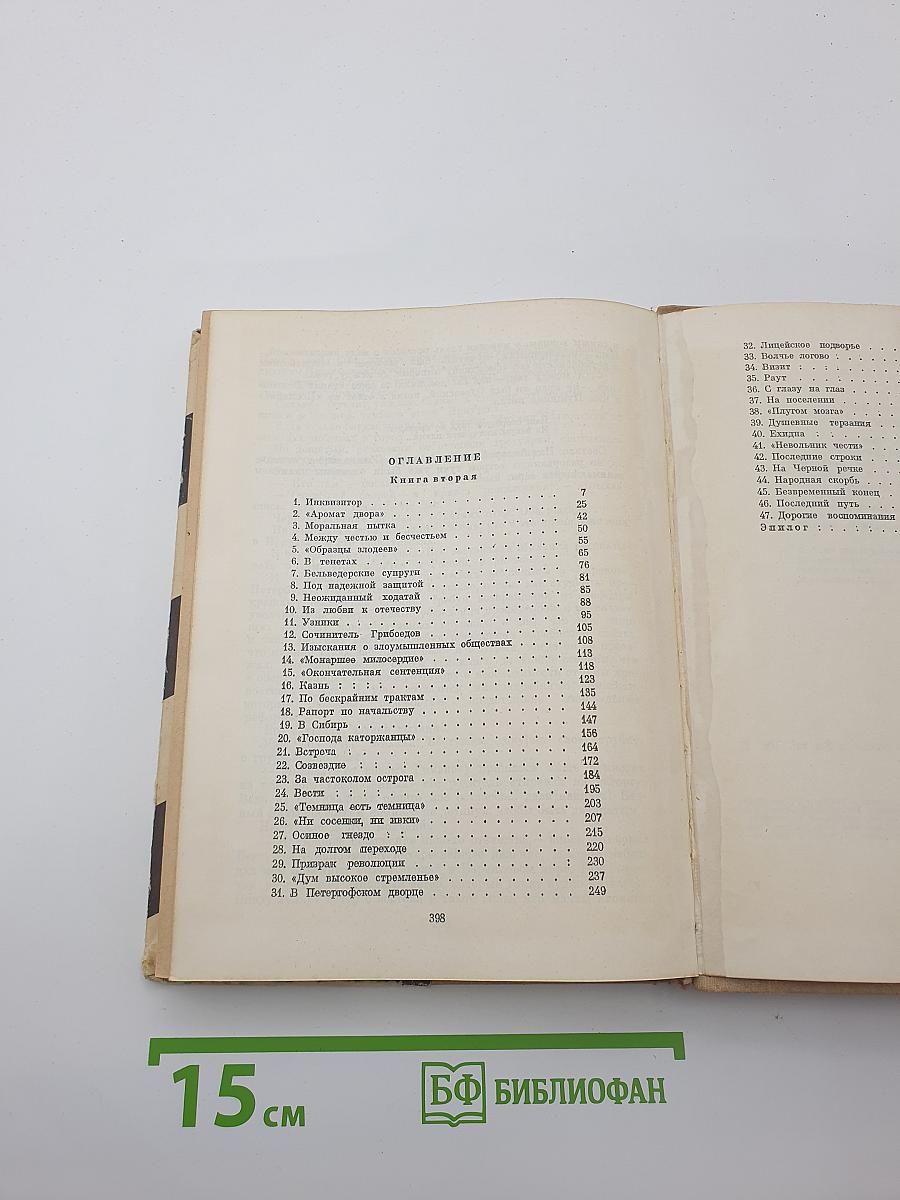 ОГЛАВЛЕНИЕ
Книга вторая
1. Инквизитор . . . . . . . . . . . . . 7
2. «Аромат двора» . . . . . . . . . . . . 25
3. Моральная пытка . . . . . . . . . . . 42
4. Между честью и бесчестьем . . . . . . . . 50
5. «Образцы злодеев» . . . . . . . . . . . 55
6. В тенетах . . . . . . . . . . . . . 65
7. Бельведерские супруги . . . . . . . . . . 76
8. Под надежной защитой . . . . . . . . . . 81
9. Неожиданный ходатай . . . . . . . . . . 85
10. Из любви к отечеству . . . . . . . . . . 88
11. Узники . . . . . . . . . . . . . . 95
12. Сочинитель Грибоедов . . . . . . . . . . 105
13. Изыскания о злоумышленных обществах . . . . 108
14. «Монаршее милосердие» . . . . . . . . . . 113
15. «Окончательная сентенция» . . . . . . . . . 118
16. Казнь : : : : . . . . . . . . . . . 123
17. По бескрайним трактам . . . . . . . . . . 135
18. Рапорт по начальству . . . . . . . . . . 144
19. В Сибирь . . . . . . . . . . . . . 147
20. «Господа каторжанцы» . . . . . . . . . . 156
21. Встреча : . . . . . . . . . . . . . 164
22. Созвездие : : : . . . . . . . . . . . 172
23. За частоколом острога . . . . . . . . . . 184
24. Вести : : : : . . . . . . . . . . . 195
25. «Темница есть темница» . . . . . . . . . . 203
26. «Ни сосенки, ни ивки» . . . . . . . . . . 207
27. Осиное гнездо : : . . . . . . . . . . . 215
28. На долгом переходе . . . . . . . . . . . 220
29. Призрак революции . . . . . . . . . . : 230
30. «Дум высокое стремленье» . . . . . . . . . 237
31. В Петергофском дворце . . . . . . . . . . 249
398
32. Лицейское подворье . . .
33. Волчье логово : . . . .
34. Визит : . : . . . . .
35. Раут . . . . . . . .
36. С глазу на глаз . . . .
37. На поселении . . . . .
38. «Плугом мозга» . . . .
39. Душевные терзания . .
40. Ехидна . : . . . . .
41. «Невольник чести» . . .
42. Последние строки . . .
43. На Черной речке . . .
44. Народная скорбь . . . .
45. Безвременный конец . .
46. Последний путь . . . .
47. Дорогие воспоминания
Эпилог : : . . . . .
15 см
БФ БИБЛИОФАН